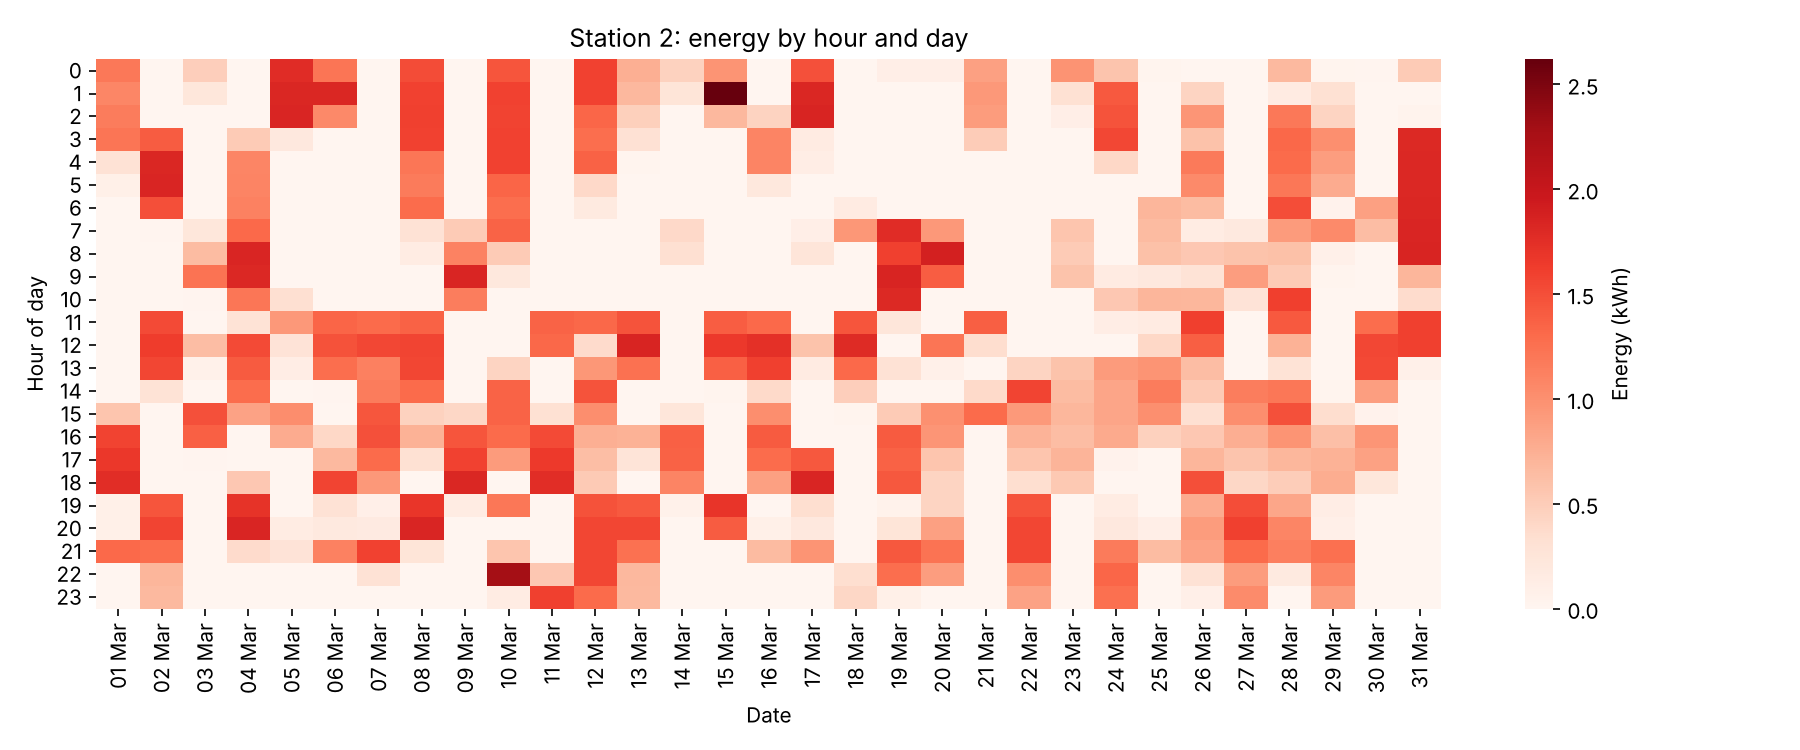 Station 2: energy by hour and day
Hour of day
0
1
2
3
4
5
6
7
8
9
10
11
12
13
14
15
16
17
18
19
20
21
22
23
01 Mar
02 Mar
03 Mar
04 Mar
05 Mar
06 Mar
07 Mar
08 Mar
09 Mar
10 Mar
11 Mar
12 Mar
13 Mar
14 Mar
15 Mar
16 Mar
17 Mar
18 Mar
19 Mar
20 Mar
21 Mar
22 Mar
23 Mar
24 Mar
25 Mar
26 Mar
27 Mar
28 Mar
29 Mar
30 Mar
31 Mar
Date
2.5
2.0
1.5
1.0
0.5
0.0
Energy (kWh)